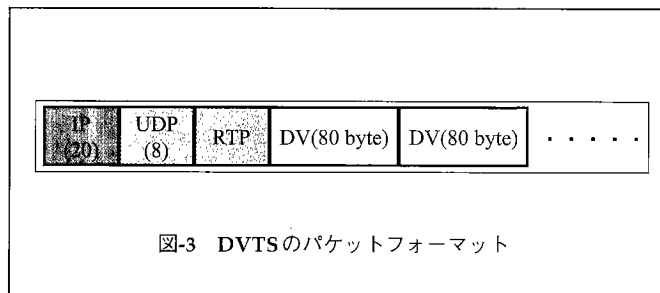 IP UDP RTP DV(80 byte) DV(80 byte) · · · · ·
(20) (8)
図-3 DVTSのパケットフォーマット